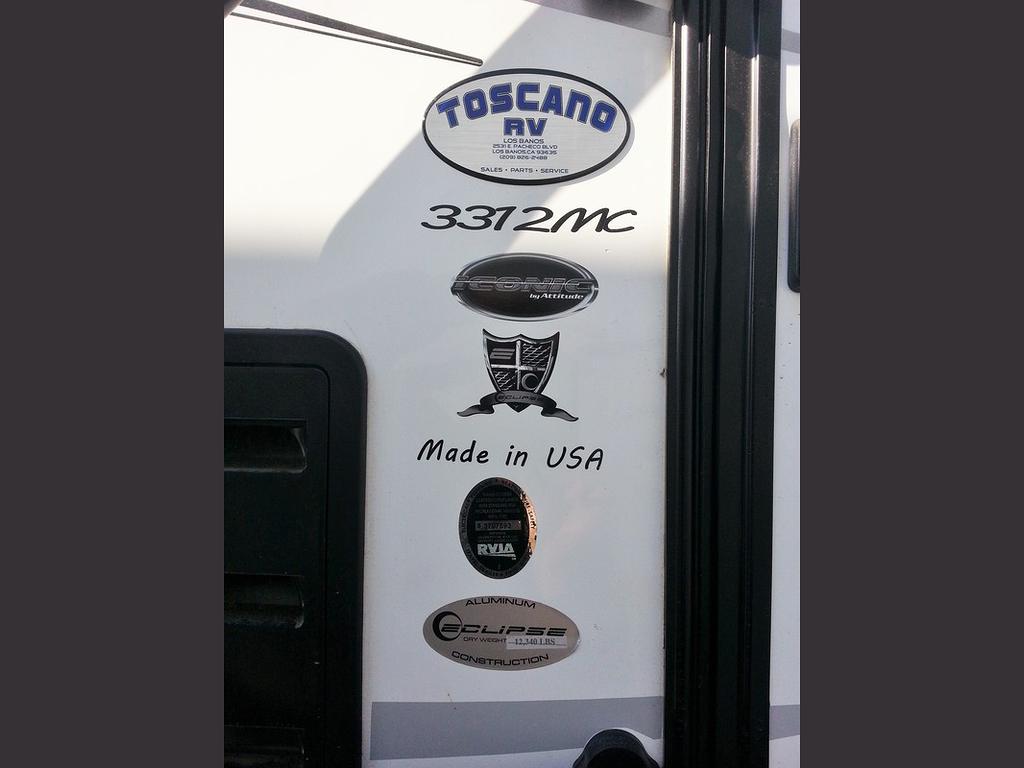 TOSCANO
RV
LOS BANOS
2531 E. PACHECO BLVD
LOS BANOS,CA 93635
(209) 826-2488
SALES • PARTS • SERVICE
3312MC
ICONIC
by Attitude
E
C
ECLIPSE
Made in USA
RVIA
ALUMINUM
ECLIPSE
DRY WEIGHT 12,340 LBS
CONSTRUCTION